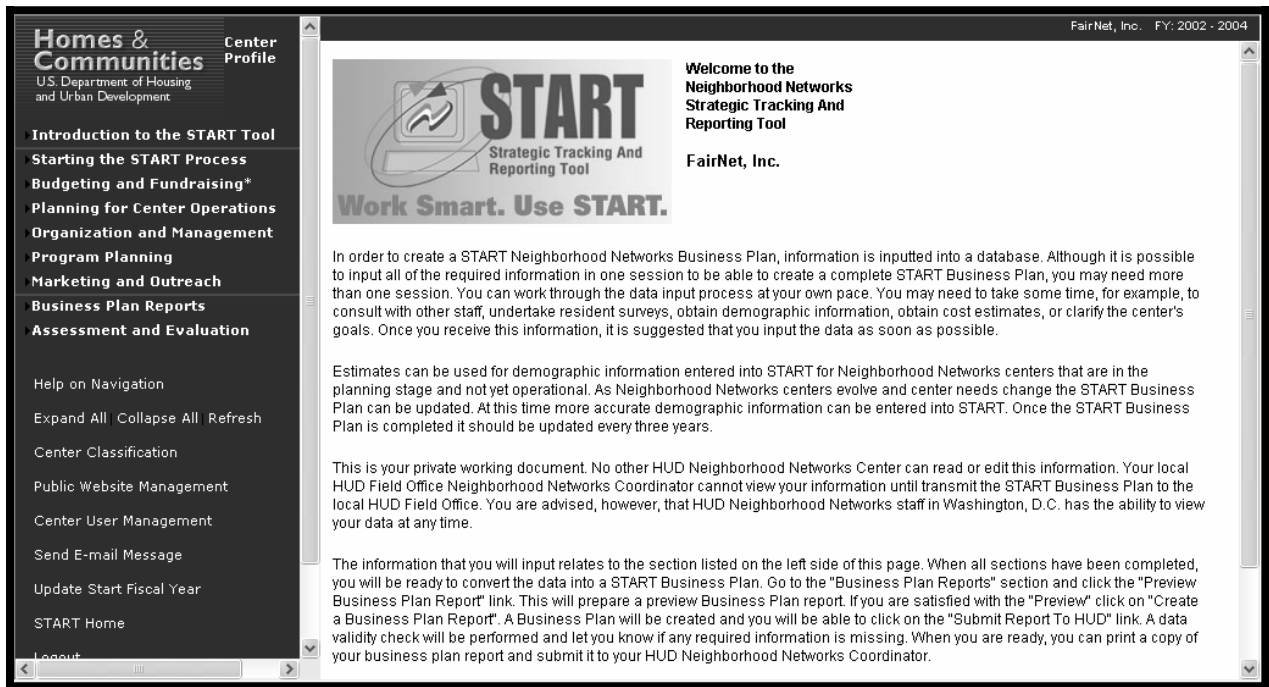 Homes &
Communities
U.S. Department of Housing
and Urban Development
Center
Profile
Introduction to the START Tool
Starting the START Process
Budgeting and Fundraising*
Planning for Center Operations
Organization and Management
Program Planning
Marketing and Outreach
Business Plan Reports
Assessment and Evaluation
Help on Navigation
Expand All| Collapse All| Refresh
Center Classification
Public Website Management
Center User Management
Send E-mail Message
Update Start Fiscal Year
START Home
Logout
FairNet, Inc. FY: 2002 - 2004
START
Strategic Tracking And
Reporting Tool
Work Smart. Use START.
Welcome to the
Neighborhood Networks
Strategic Tracking And
Reporting Tool
FairNet, Inc.
In order to create a START Neighborhood Networks Business Plan, information is inputted into a database. Although it is possible
to input all of the required information in one session to be able to create a complete START Business Plan, you may need more
than one session. You can work through the data input process at your own pace. You may need to take some time, for example, to
consult with other staff, undertake resident surveys, obtain demographic information, obtain cost estimates, or clarify the center's
goals. Once you receive this information, it is suggested that you input the data as soon as possible.
Estimates can be used for demographic information entered into START for Neighborhood Networks centers that are in the
planning stage and not yet operational. As Neighborhood Networks centers evolve and center needs change the START Business
Plan can be updated. At this time more accurate demographic information can be entered into START. Once the START Business
Plan is completed it should be updated every three years.
This is your private working document. No other HUD Neighborhood Networks Center can read or edit this information. Your local
HUD Field Office Neighborhood Networks Coordinator cannot view your information until transmit the START Business Plan to the
local HUD Field Office. You are advised, however, that HUD Neighborhood Networks staff in Washington, D.C. has the ability to view
your data at any time.
The information that you will input relates to the section listed on the left side of this page. When all sections have been completed,
you will be ready to convert the data into a START Business Plan. Go to the "Business Plan Reports" section and click the "Preview
Business Plan Report" link. This will prepare a preview Business Plan report. If you are satisfied with the "Preview" click on "Create
a Business Plan Report". A Business Plan will be created and you will be able to click on the "Submit Report To HUD" link. A data
validity check will be performed and let you know if any required information is missing. When you are ready, you can print a copy of
your business plan report and submit it to your HUD Neighborhood Networks Coordinator.